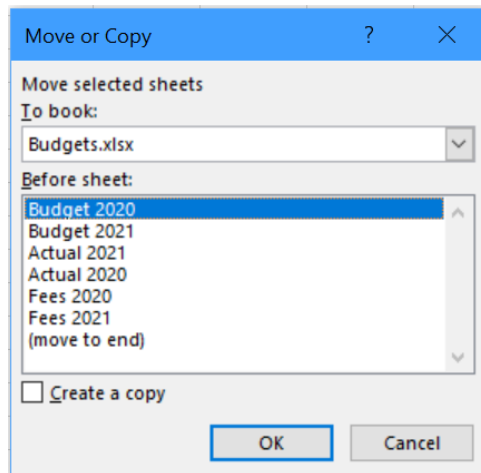 Move or Copy ?
Move selected sheets
To book:
Budgets.xlsx
Before sheet:
Budget 2020
Budget 2021
Actual 2021
Actual 2020
Fees 2020
Fees 2021
(move to end)
Create a copy
OK Cancel